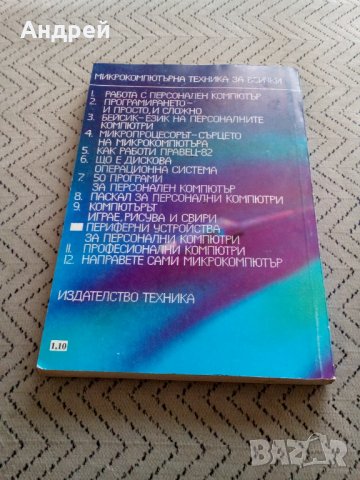 Андрей
МИКРОКОМПЮТЪРНА ТЕХНИКА ЗА ВСИЧКИ
1. РАБОТА С ПЕРСОНАЛЕН КОМПЮТЪР
2. ПРОГРАМИРАНЕТО-
И ПРОСТО, И СЛОЖНО
3. БЕЙСИК-ЕЗИК НА ПЕРСОНАЛНИТЕ
КОМПЮТРИ
4. МИКРОПРОЦЕСОРЪТ-СЪРЦЕТО
НА МИКРОКОМПЮТЪРА
5. КАК РАБОТИ ПРАВЕЦ-82
6. ЩО Е ДИСКОВА
ОПЕРАЦИОННА СИСТЕМА
7. 50 ПРОГРАМИ
ЗА ПЕРСОНАЛЕН КОМПЮТЪР
8. ПАСКАЛ ЗА ПЕРСОНАЛНИ КОМПЮТРИ
9. КОМПЮТЪРЪТ
ИГРАЕ, РИСУВА И СВИРИ
ПЕРИФЕРНИ УСТРОЙСТВА
ЗА ПЕРСОНАЛНИ КОМПЮТРИ
11. ПРОФЕСИОНАЛНИ КОМПЮТРИ
12. НАПРАВЕТЕ САМИ МИКРОКОМПЮТЪР
ИЗДАТЕЛСТВО ТЕХНИКА
1.10
Андрей
BAZAR